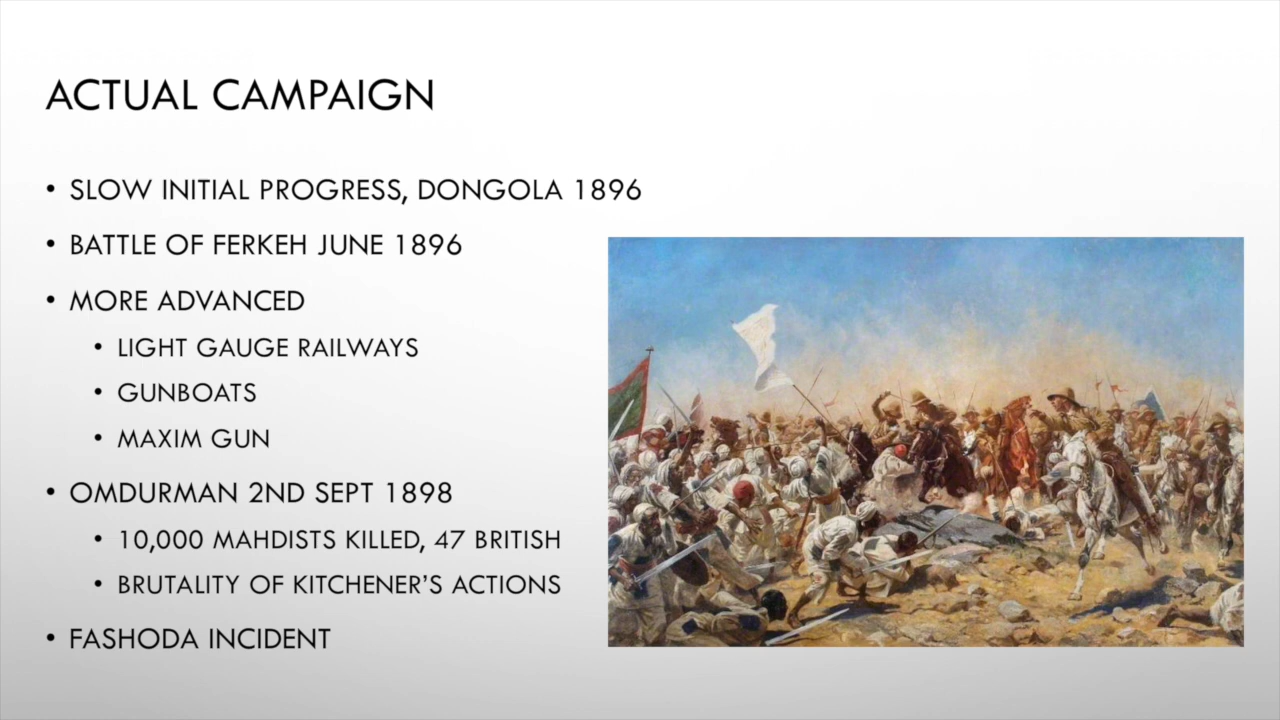 ACTUAL CAMPAIGN
• SLOW INITIAL PROGRESS, DONGOLA 1896
• BATTLE OF FERKEH JUNE 1896
• MORE ADVANCED
• LIGHT GAUGE RAILWAYS
• GUNBOATS
• MAXIM GUN
• OMDURMAN 2ND SEPT 1898
• 10,000 MAHDISTS KILLED, 47 BRITISH
• BRUTALITY OF KITCHENER’S ACTIONS
• FASHODA INCIDENT